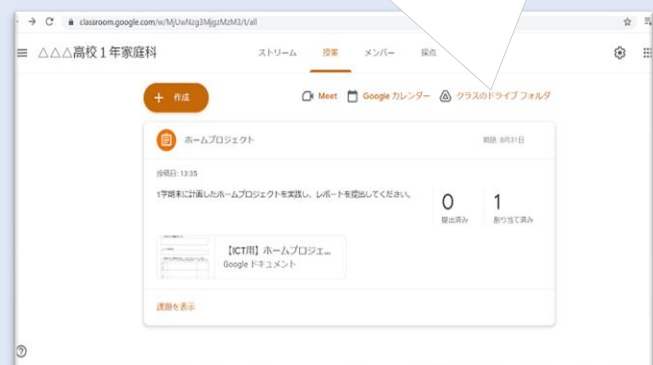 classroom.google.com/w/MjUwNzg3MjgzMzM3/t/all
△△△高校1年家庭科
ストリーム 授業 メンバー 採点
+ 作成
Meet Google カレンダー クラスのドライブ フォルダ
ホームプロジェクト
期限: 8月31日
投稿日: 13:35
1学期末に計画したホームプロジェクトを実践し、レポートを提出してください。
0 1
提出済み 割り当て済み
【ICT用】ホームプロジェ...
Google ドキュメント
課題を表示